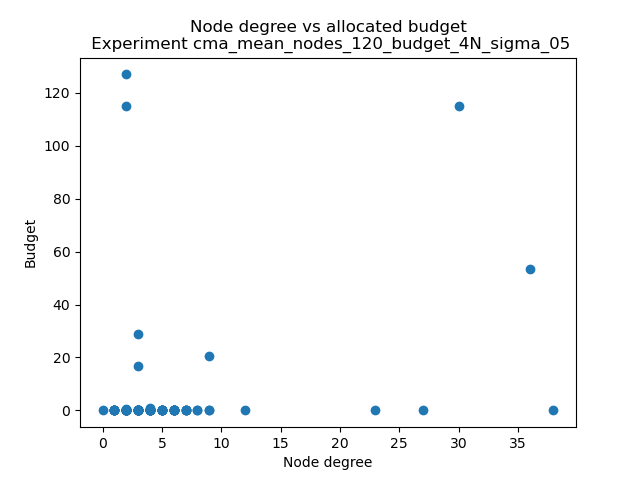 Node degree vs allocated budget
Experiment cma_mean_nodes_120_budget_4N_sigma_05
120
100
80
60
40
20
0
Budget
0 5 10 15 20 25 30 35
Node degree